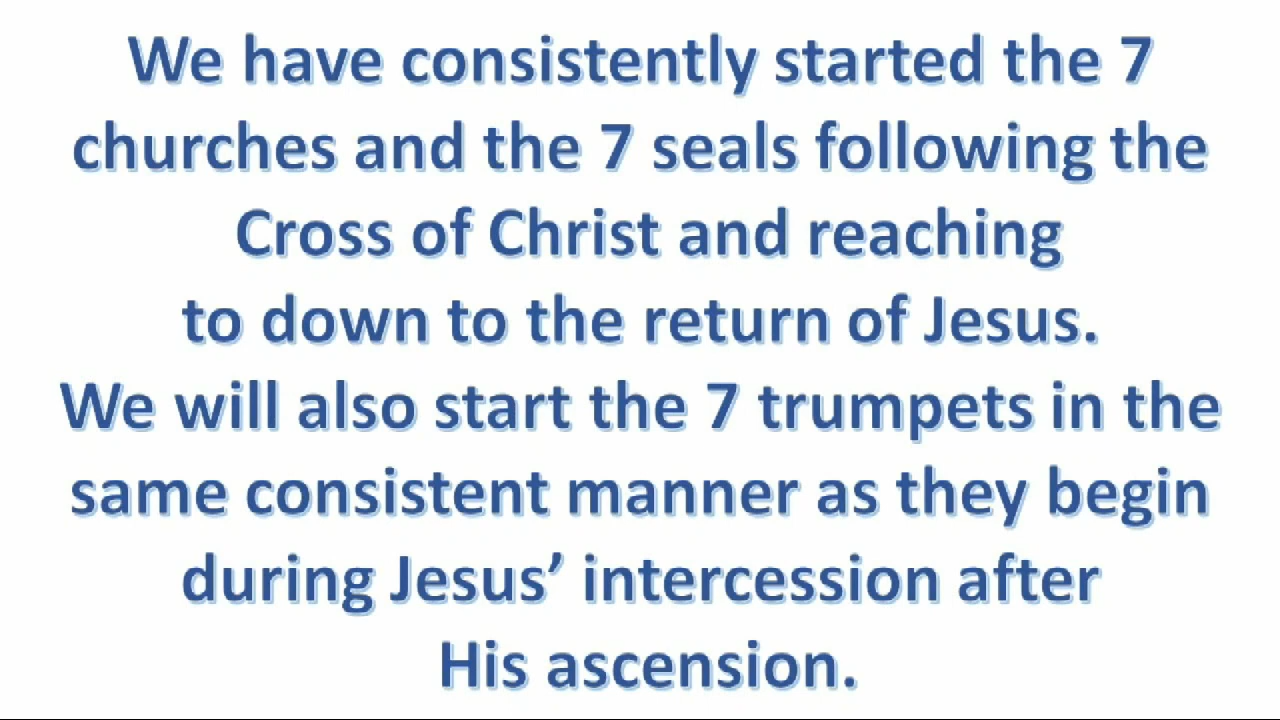 We have consistently started the 7
churches and the 7 seals following the
Cross of Christ and reaching
to down to the return of Jesus.
We will also start the 7 trumpets in the
same consistent manner as they begin
during Jesus’ intercession after
His ascension.